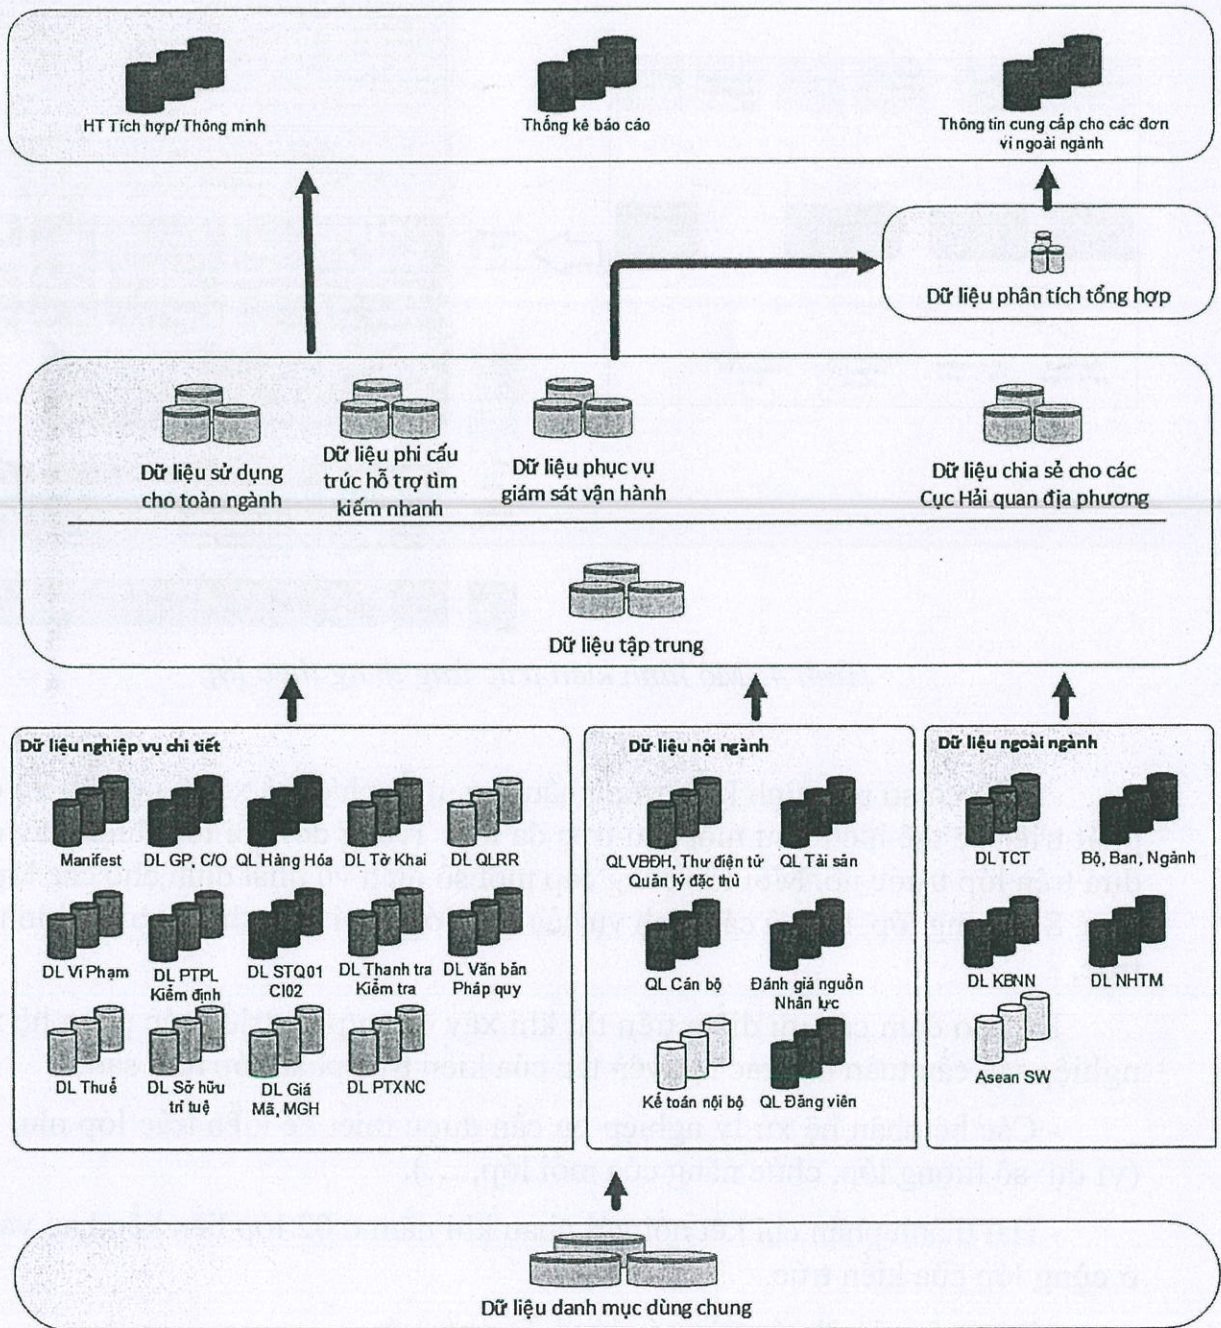 HT Tích hợp/ Thông minh
Thống kê báo cáo
Thông tin cung cấp cho các đơn
vị ngoài ngành
Dữ liệu phân tích tổng hợp
Dữ liệu sử dụng
cho toàn ngành
Dữ liệu phi cấu
trúc hỗ trợ tìm
kiếm nhanh
Dữ liệu phục vụ
giám sát vận hành
Dữ liệu chia sẻ cho các
Cục Hải quan địa phương
Dữ liệu tập trung
Dữ liệu nghiệp vụ chi tiết
Manifest
DL GP, C/O
QL Hàng Hóa
DL Tờ Khai
DL QLRR
DL Vi Phạm
DL PTPL
Kiểm định
DL STQ01
CI02
DL Thanh tra
Kiểm tra
DL Văn bản
Pháp quy
DL Thuế
DL Sỡ hữu
trí tuệ
DL Giá
Mã, MGH
DL PTXNC
Dữ liệu nội ngành
QLVBĐH, Thư điện tử
Quản lý đặc thù
QL Tài sản
QL Cán bộ
Đánh giá nguồn
Nhân lực
Kế toán nội bộ
QL Đảng viên
Dữ liệu ngoài ngành
DL TCT
Bộ, Ban, Ngành
DL KBNN
DL NHTM
Asean SW
Dữ liệu danh mục dùng chung